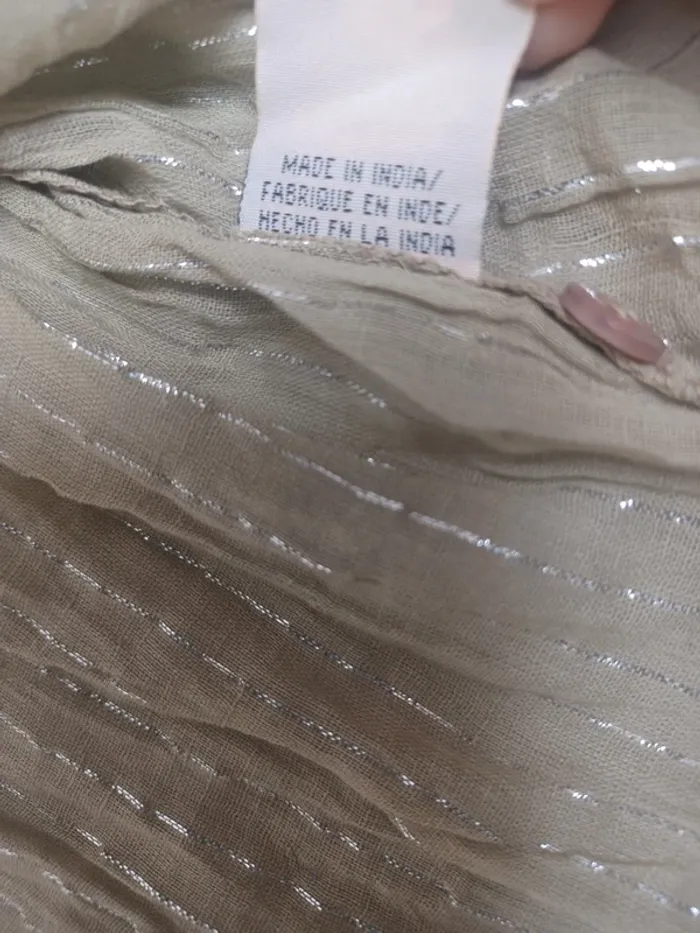 MADE IN INDIA/
FABRIQUE EN INDE/
HECHO EN LA INDIA